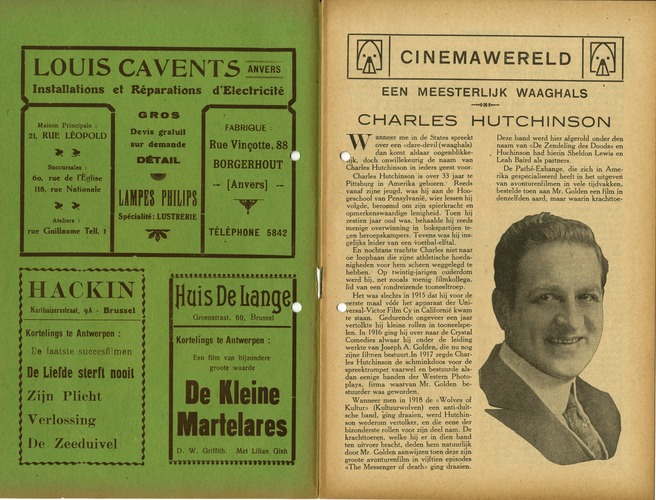 LOUIS CAVENTS ANVERS
Installations et Réparations d'Electricité
Maison Principale :
21, RUE LÉOPOLD
Succursales :
60, rue de l'Église
118, rue Nationale
Ateliers :
rue Guillaume Tell, 1
GROS
Devis gratuit
sur demande
DÉTAIL
LAMPES PHILIPS
Spécialité: LUSTRERIE
FABRIQUE :
Rue Vinçotte, 88
BORGERHOUT
[Anvers]
TÉLÉPHONE 5842
HACKIN
Karthuizersstraat, 9A - Brussel
Kortelings te Antwerpen :
De laatste succesfilmen
De Liefde sterft nooit
Zijn Plicht
Verlossing
De Zeeduivel
Huis De Lange
Groenstraat, 69, Brussel
Kortelings te Antwerpen :
Een film van bijzondere
groote waarde
De Kleine
Martelares
D. W. Griffith. Met Lilian Gish
CINEMAWERELD
EEN MEESTERLIJK WAAGHALS
CHARLES HUTCHINSON
Wanneer me in de States spreekt
over een «dare-devil (waaghals)
dan komt aldaar oogenblikke-
lijk, doch onwillekeurig de naam van
Charles Hutchinson in ieders geest voor.
Charles Hutchinson is over 33 jaar te
Pittsburg in Amerika geboren. Reeds
vanaf zijne jeugd, was hij aan de Hoo-
geschool van Pensylvanië, wier lessen hij
volgde, beroemd om zijn spierkracht en
opmerkenswaardige lenigheid. Toen hij
zestien jaar oud was, behaalde hij reeds
menige overwinning in bokspartijen te-
gen beroepskampers. Tevens was hij ins-
gelijks leider van een voetbal-elftal.
En nochtans trachtte Charles niet naar
de loopbaan die zijne athletische hoeda-
nigheden voor hem scheen weggelegd te
hebben. Op twintig-jarigen ouderdom
werd hij, net zooals menig filmkollega,
lid van een rondreizende tooneeltroep.
Het was slechts in 1915 dat hij voor de
eerste maal vóór het apparaat der Uni-
versal-Victor Film Cy in Californië kwam
te staan. Gedurende ongeveer een jaar
vertolkte hij kleine rollen in tooneelspe-
len. In 1916 ging hij over naar de Crystal
Comedies alwaar hij onder de leiding
werkte van Joseph A. Golden, die nu nog
zijne filmen bestuurt. In 1917 zegde Char-
les Hutchinson de schminkdoos voor de
spreektrompet vaarwel en bestuurde als-
dan eenige banden der Western Photo-
plays, firma waarvan Mr. Golden be-
stuurder was geworden.
Wanneer men in 1918 de «Wolves of
Kultur» (Kultuurwolven) een anti-duit-
sche band, ging draaien, werd Hutchin-
son wederom vertolker, en die eene der
bizonderste rollen voor zijn deel nam. De
krachttoeren, welke hij er in dies band
ten uitvoer bracht, deden hem natuurlijk
door Mr. Golden aanwijzen toen deze zijn
groote avonturenfilm in vijftien episodes
«The Messenger of death» ging draaien.
Deze band werd hier afgerold onder den
naam van «De Zendeling des Doods» en
Huchinson had hierin Sheldon Lewis en
Leah Baird als partners.
De Pathé-Exhange, die zich in Ame-
rika gespecialiseerd heeft in het uitgeven
van avonturenfilmen in vele tijdvakken,
bestelde toen aan Mr. Golden een film in
denzelfden aard, maar waarin krachttoe-